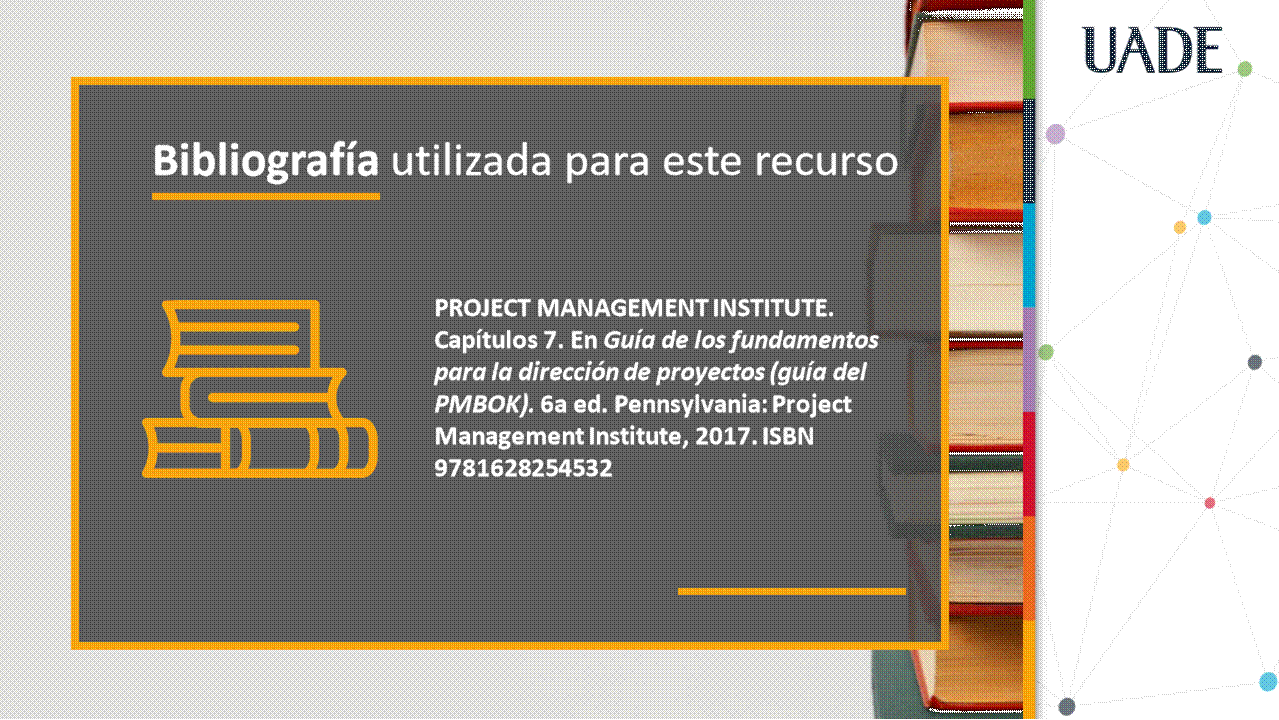 UADE
Bibliografía utilizada para este recurso
PROJECT MANAGEMENT INSTITUTE.
Capítulos 7. En Guía de los fundamentos
para la dirección de proyectos (guía del
PMBOK). 6a ed. Pennsylvania: Project
Management Institute, 2017. ISBN
9781628254532